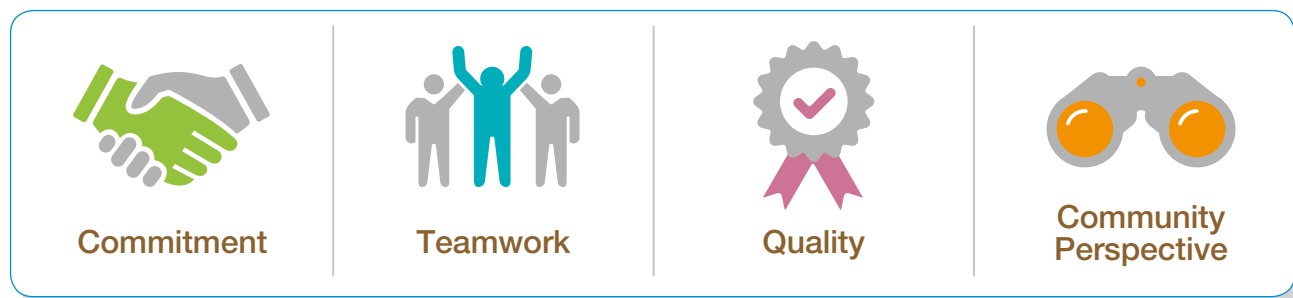 Commitment
Teamwork
Quality
Community
Perspective